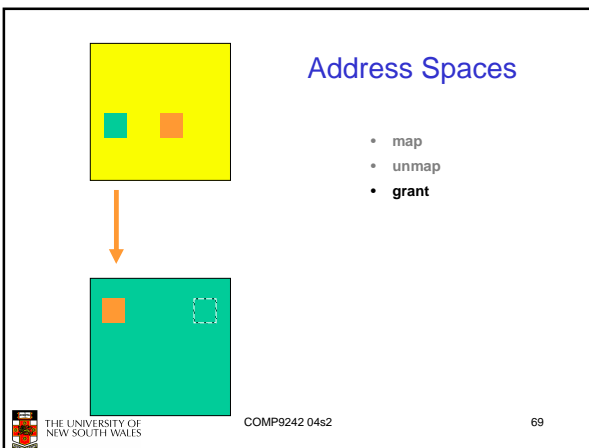 Address Spaces
• map
• unmap
• grant
THE UNIVERSITY OF
NEW SOUTH WALES
COMP9242 04s2
69